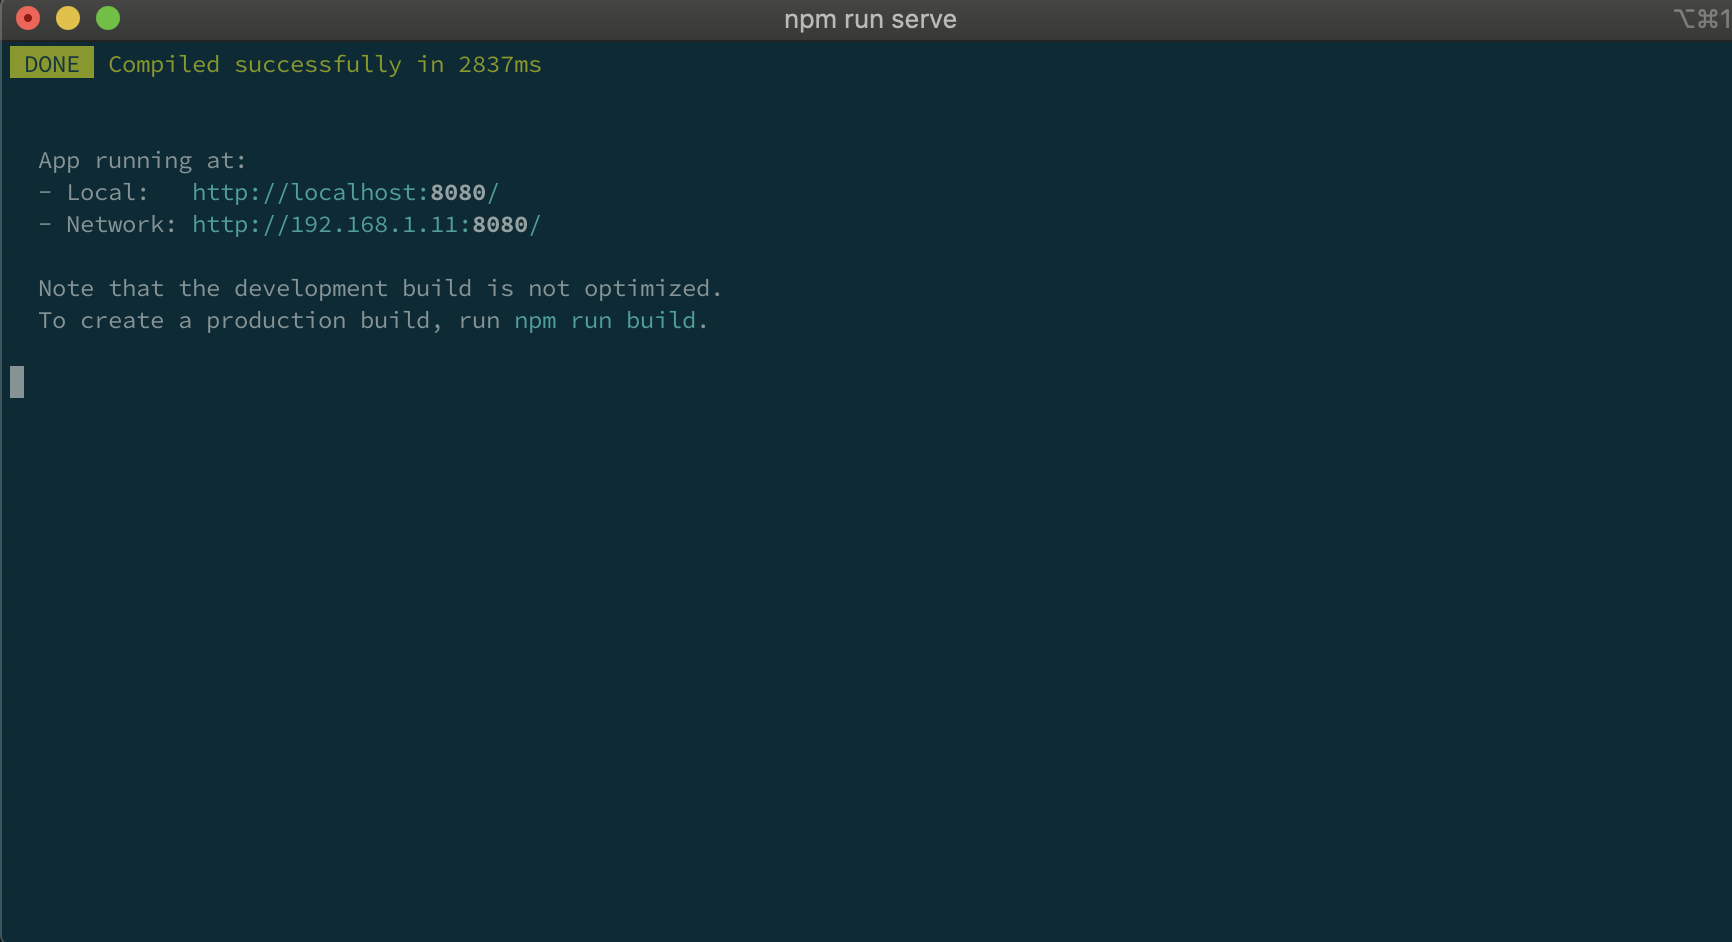 npm run serve
⌥⌘1
DONE Compiled successfully in 2837ms
App running at:
- Local: http://localhost:8080/
- Network: http://192.168.1.11:8080/
Note that the development build is not optimized.
To create a production build, run npm run build.